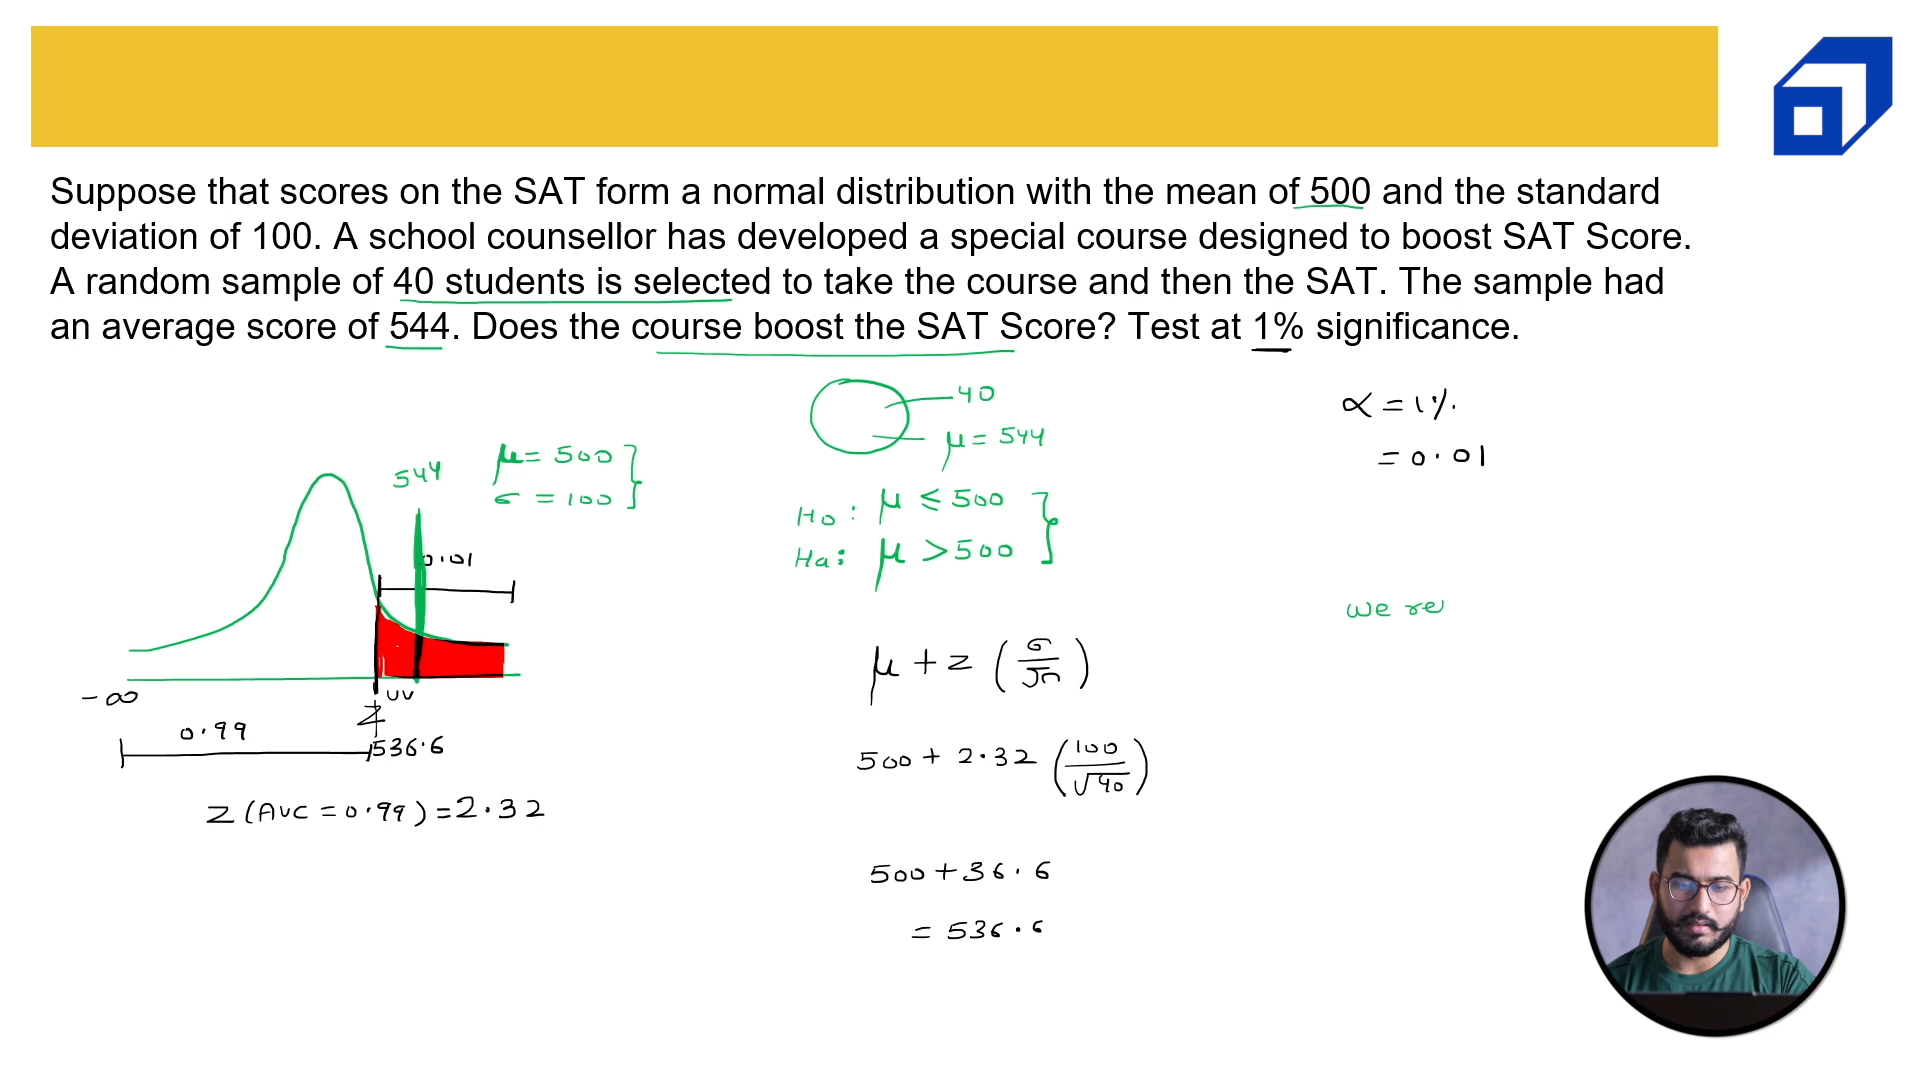 Suppose that scores on the SAT form a normal distribution with the mean of 500 and the standard
deviation of 100. A school counsellor has developed a special course designed to boost SAT Score.
A random sample of 40 students is selected to take the course and then the SAT. The sample had
an average score of 544. Does the course boost the SAT Score? Test at 1% significance.
μ = 500
σ = 100
544
0.01
-∞
UV
Z
0.99
536.6
Z (AUC = 0.99) = 2.32
40
μ = 544
Ho : μ ≤ 500
Ha : μ > 500
μ + z (σ/√n)
500 + 2.32 (100/√40)
500 + 36.6
= 536.6
α = 1%
= 0.01
we re